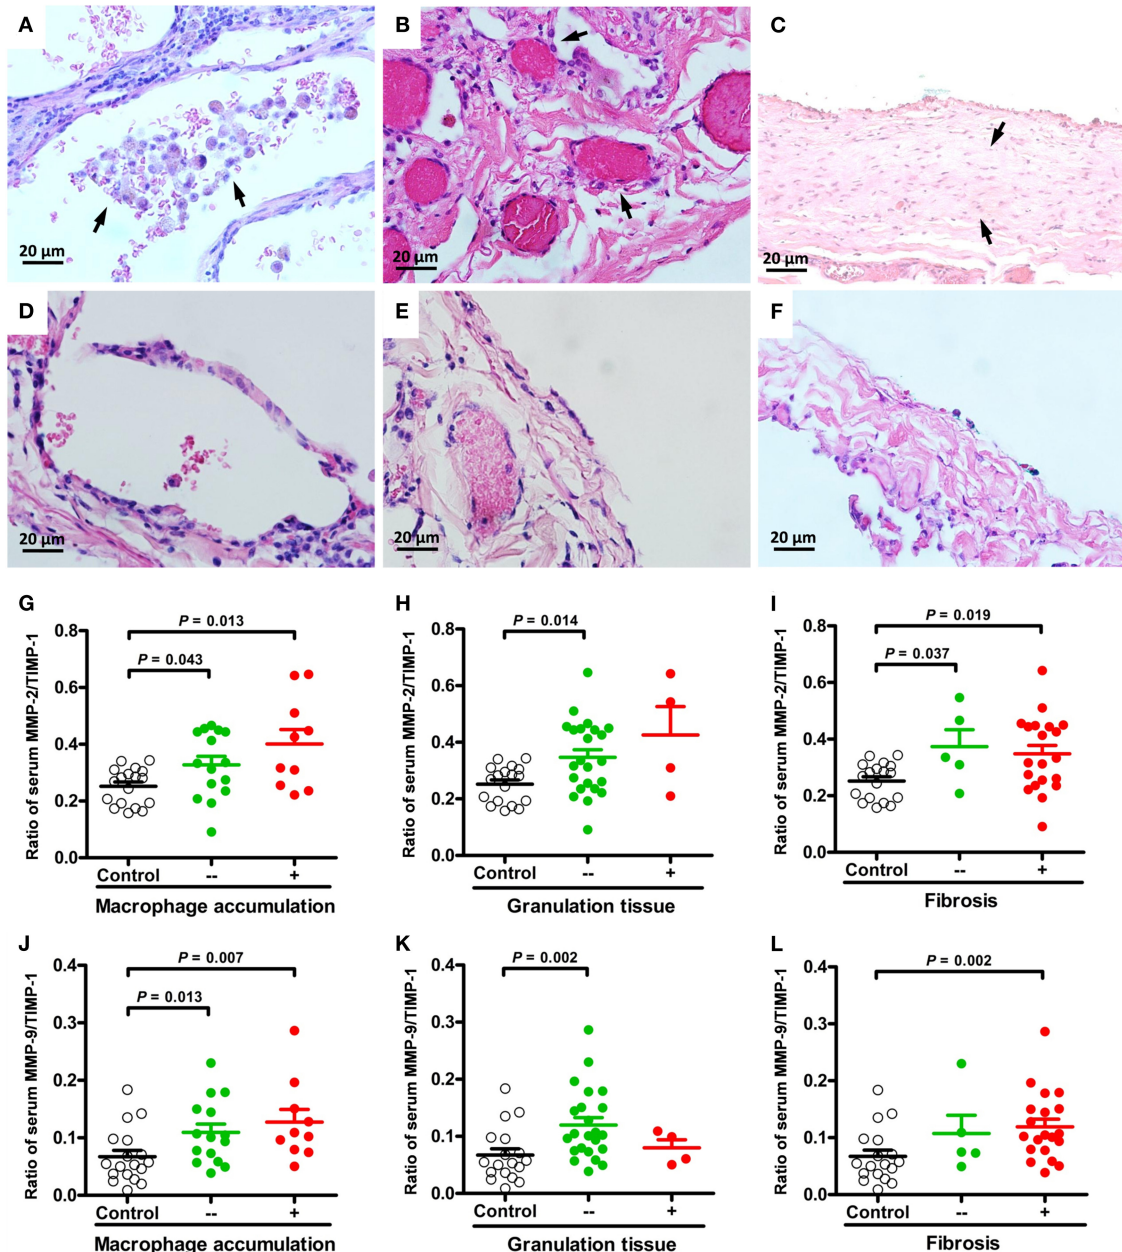 A
20 µm
B
20 µm
C
20 µm
D
20 µm
E
20 µm
F
20 µm
G
Ratio of serum MMP-2/TIMP-1
0.8
0.6
0.4
0.2
0.0
P = 0.013
P = 0.043
Control
--
+
Macrophage accumulation
H
Ratio of serum MMP-2/TIMP-1
0.8
0.6
0.4
0.2
0.0
P = 0.014
Control
--
+
Granulation tissue
I
Ratio of serum MMP-2/TIMP-1
0.8
0.6
0.4
0.2
0.0
P = 0.019
P = 0.037
Control
--
+
Fibrosis
J
Ratio of serum MMP-9/TIMP-1
0.4
0.3
0.2
0.1
0.0
P = 0.007
P = 0.013
Control
--
+
Macrophage accumulation
K
Ratio of serum MMP-9/TIMP-1
0.4
0.3
0.2
0.1
0.0
P = 0.002
Control
--
+
Granulation tissue
L
Ratio of serum MMP-9/TIMP-1
0.4
0.3
0.2
0.1
0.0
P = 0.002
Control
--
+
Fibrosis